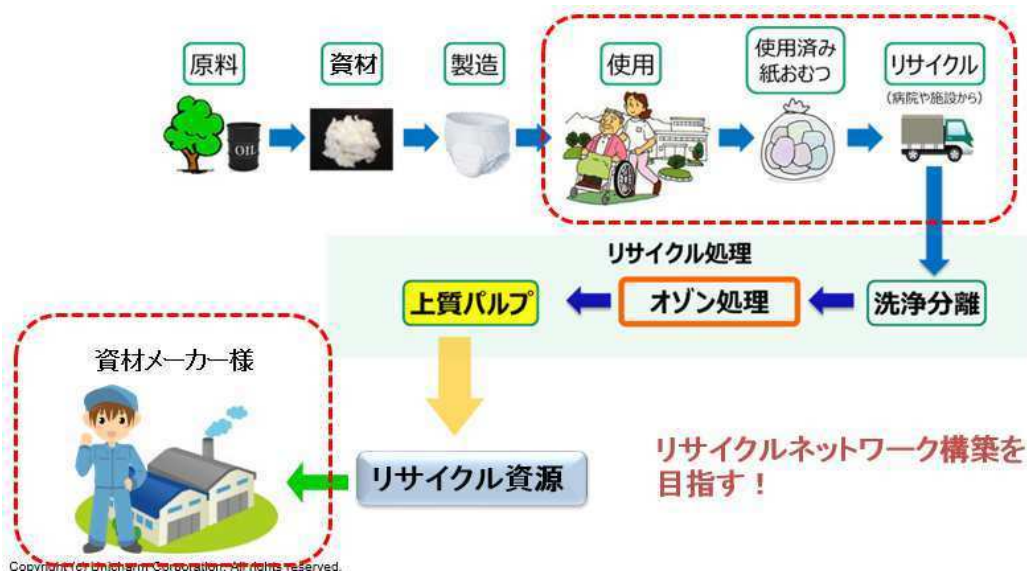 原料
資材
製造
使用
使用済み
紙おむつ
リサイクル
(病院や施設から)
OIL
リサイクル処理
上質パルプ
オゾン処理
洗浄分離
資材メーカー様
リサイクル資源
リサイクルネットワーク構築を
目指す！
Copyright (c) Unicharm Corporation. All rights reserved.